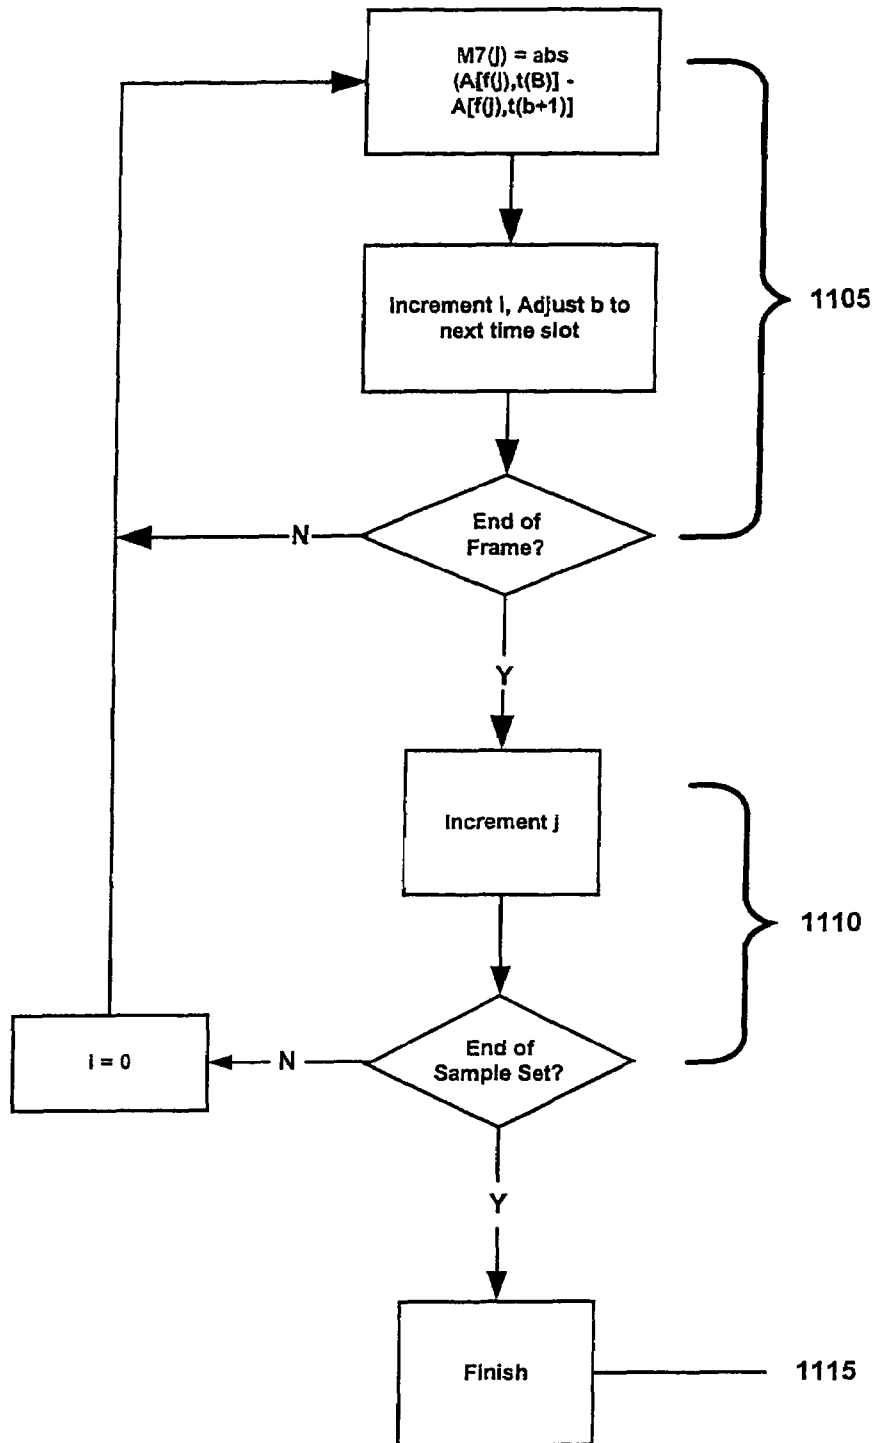 M7(j) = abs
(A[f(j),t(B)] -
A[f(j),t(b+1)]
Increment i, Adjust b to
next time slot
1105
End of
Frame?
N
Y
Increment j
1110
End of
Sample Set?
N
i = 0
Y
Finish
1115